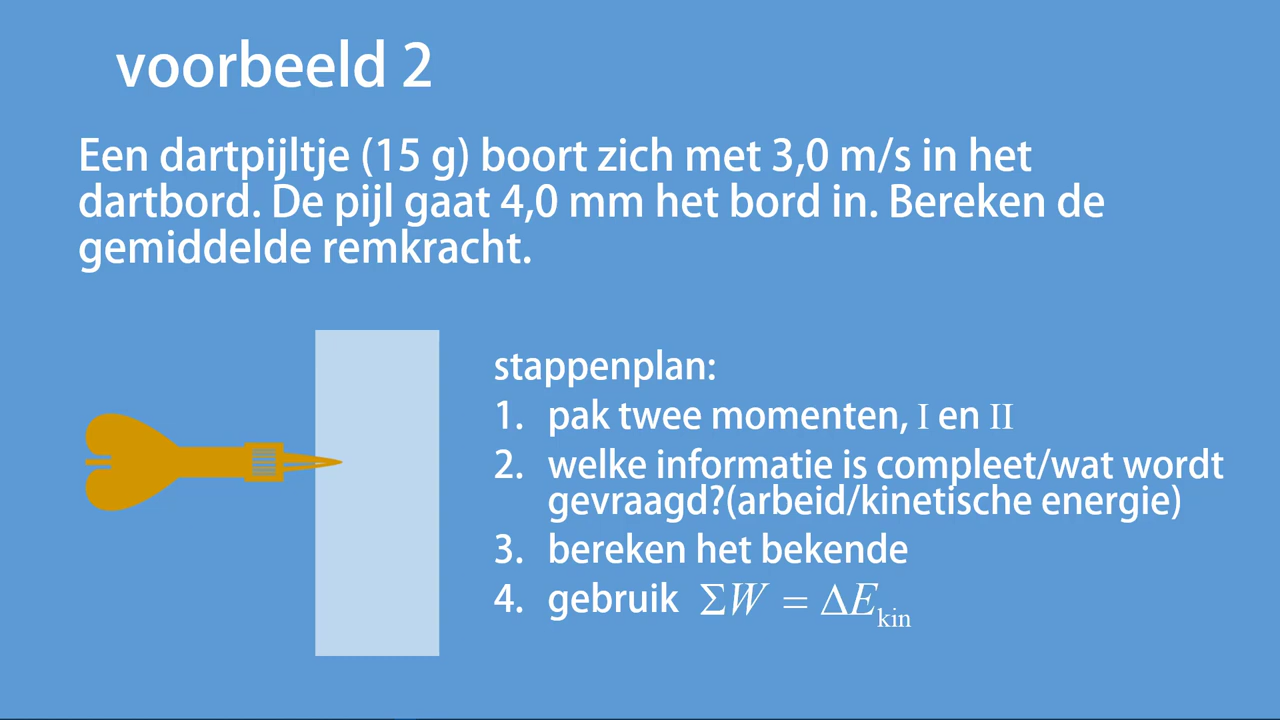 voorbeeld 2
Een dartpijltje (15 g) boort zich met 3,0 m/s in het
dartbord. De pijl gaat 4,0 mm het bord in. Bereken de
gemiddelde remkracht.
stappenplan:
1. pak twee momenten, I en II
2. welke informatie is compleet/wat wordt
gevraagd?(arbeid/kinetische energie)
3. bereken het bekende
4. gebruik ΣW = ΔE_kin